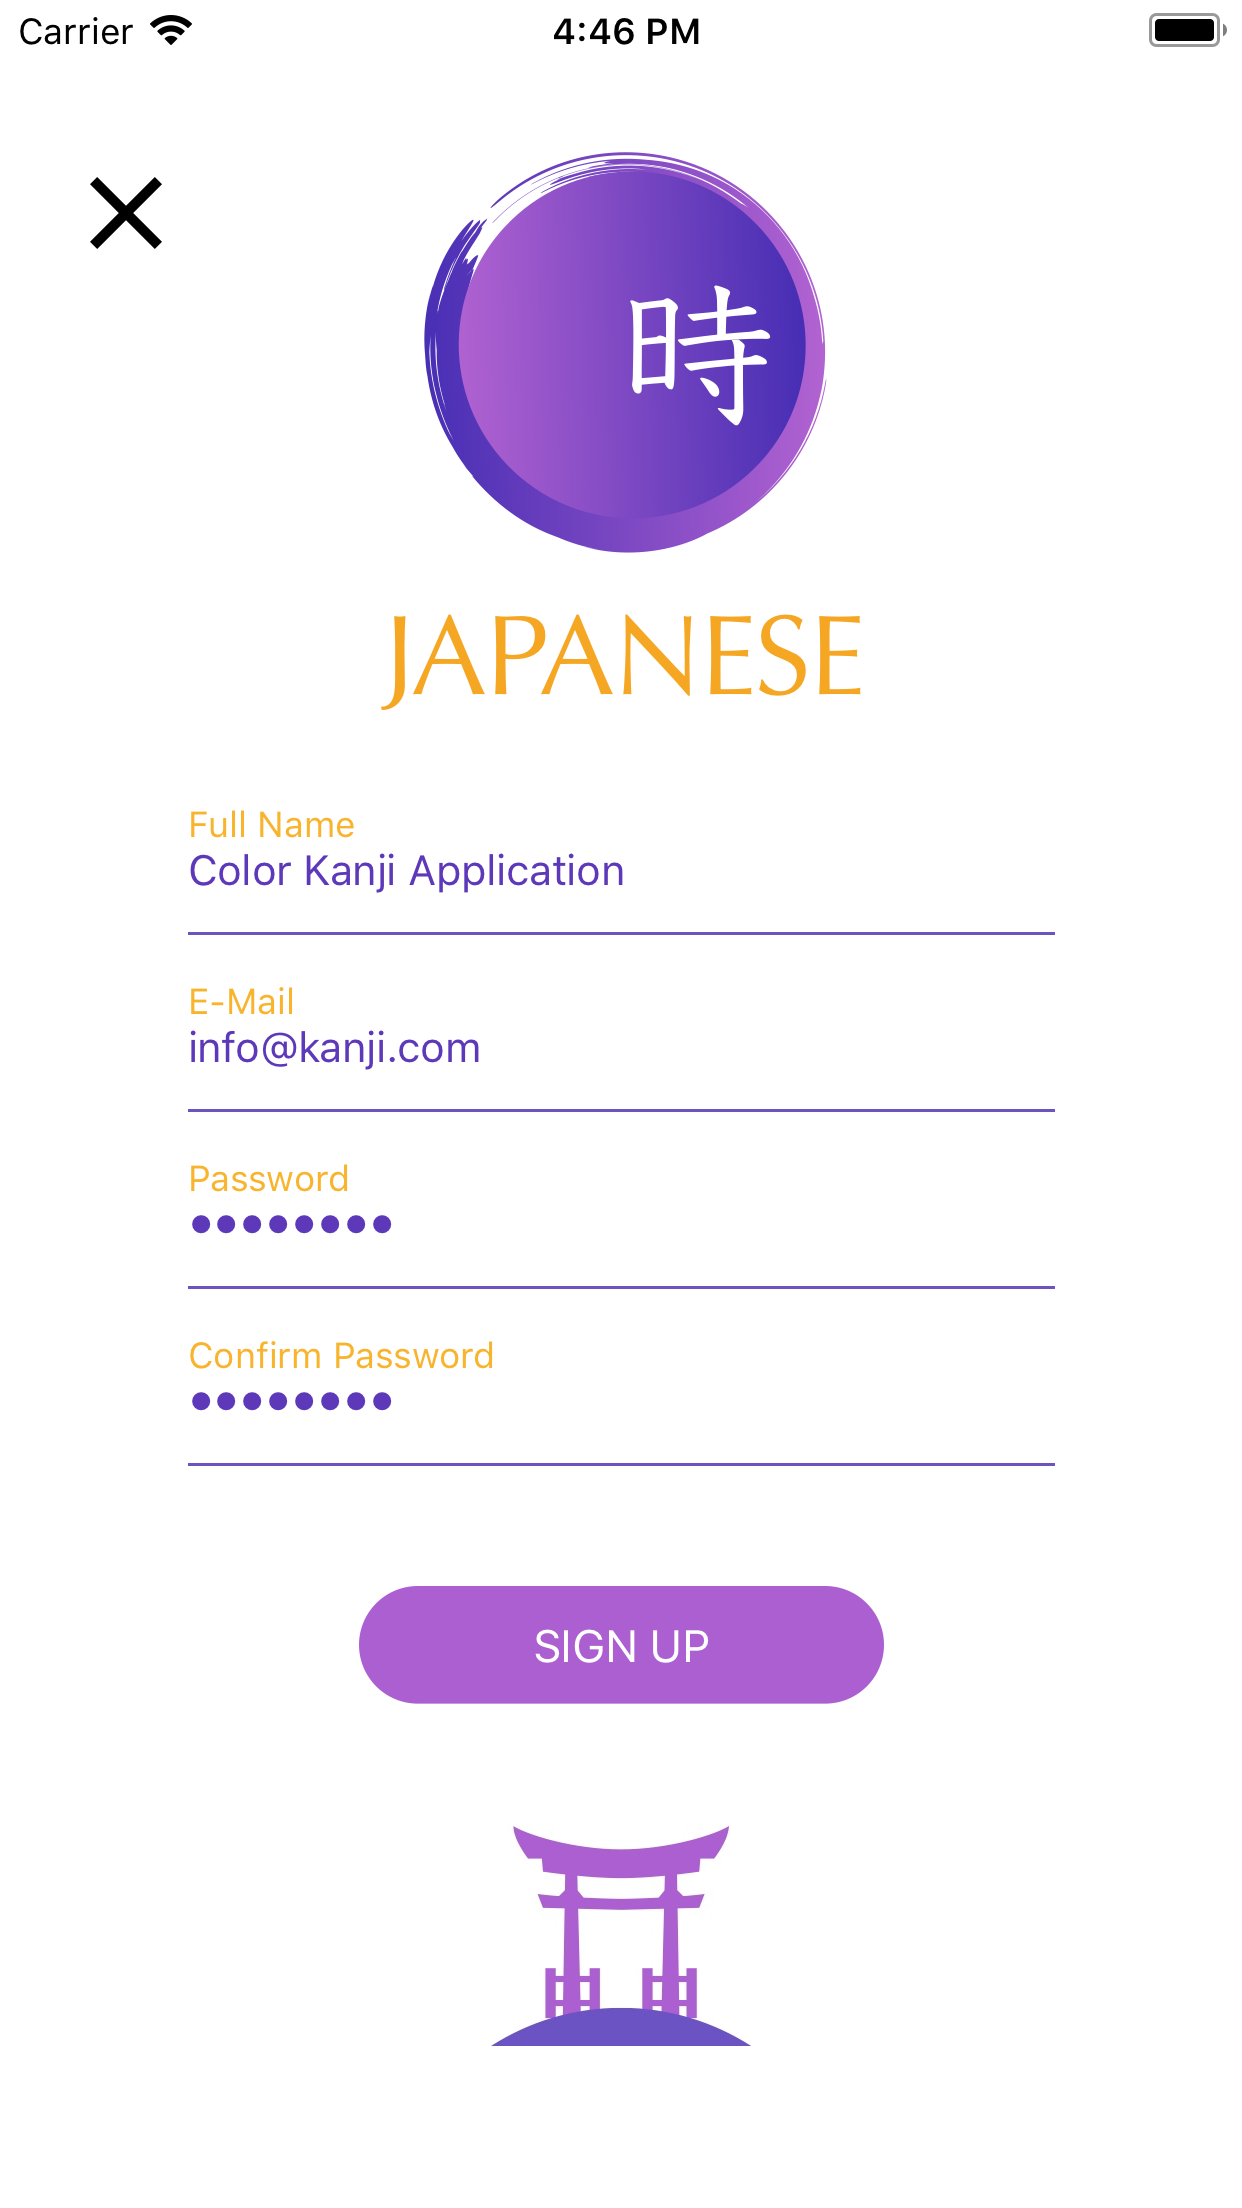 Carrier 4:46 PM
時
JAPANESE
Full Name
Color Kanji Application
E-Mail
info@kanji.com
Password
••••••••
Confirm Password
••••••••
SIGN UP